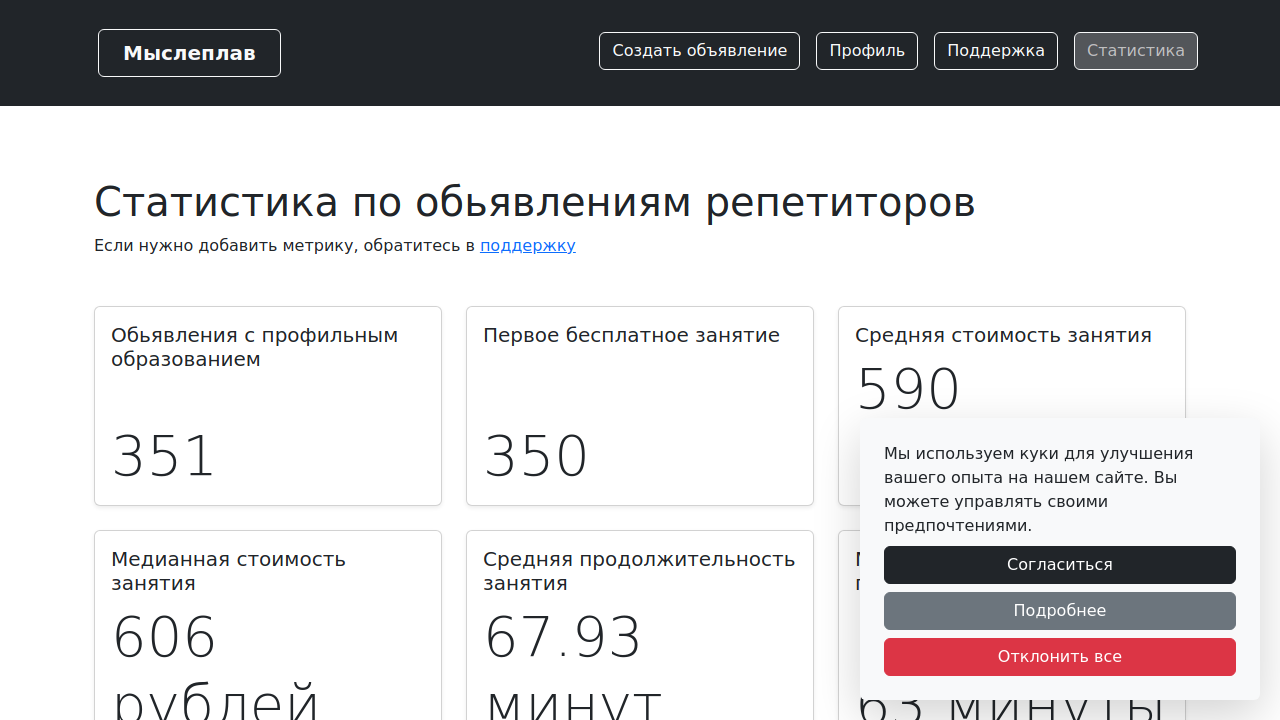 Мыслеплав
Создать объявление
Профиль
Поддержка
Статистика
Статистика по обьявлениям репетиторов
Если нужно добавить метрику, обратитесь в поддержку
Обьявления с профильным
образованием
351
Первое бесплатное занятие
350
Средняя стоимость занятия
590
Медианная стоимость
занятия
606
рублей
Средняя продолжительность
занятия
67.93
минут
63 минуты
Мы используем куки для улучшения
вашего опыта на нашем сайте. Вы
можете управлять своими
предпочтениями.
Согласиться
Подробнее
Отклонить все